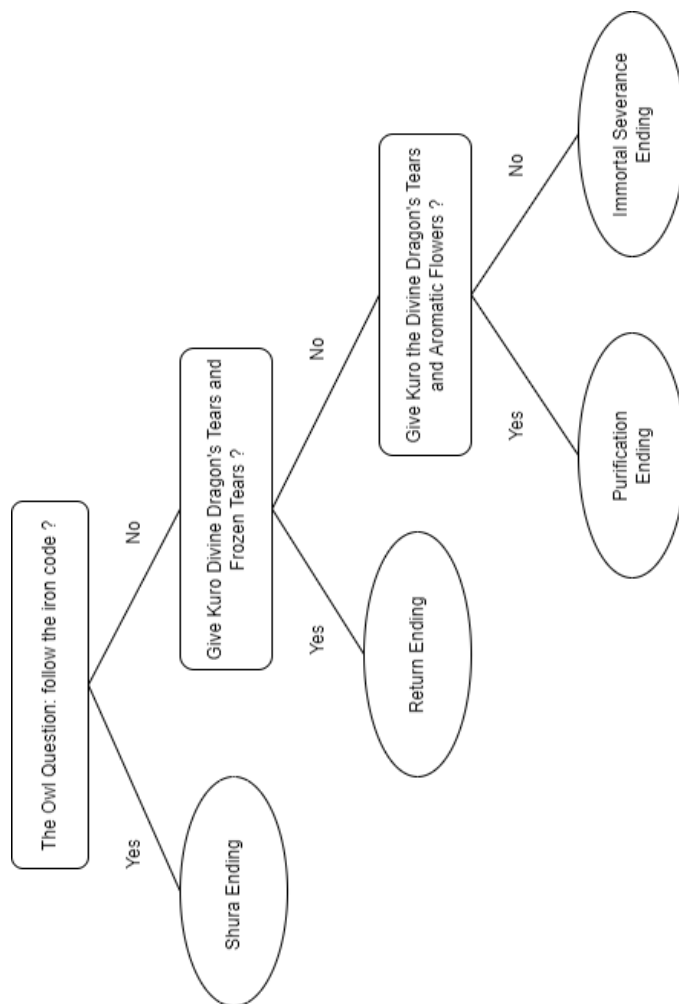 The Owl Question: follow the iron code ?
Yes
No
Shura Ending
Give Kuro Divine Dragon's Tears and
Frozen Tears ?
Yes
No
Return Ending
Give Kuro the Divine Dragon's Tears
and Aromatic Flowers ?
Yes
No
Purification
Ending
Immortal Severance
Ending